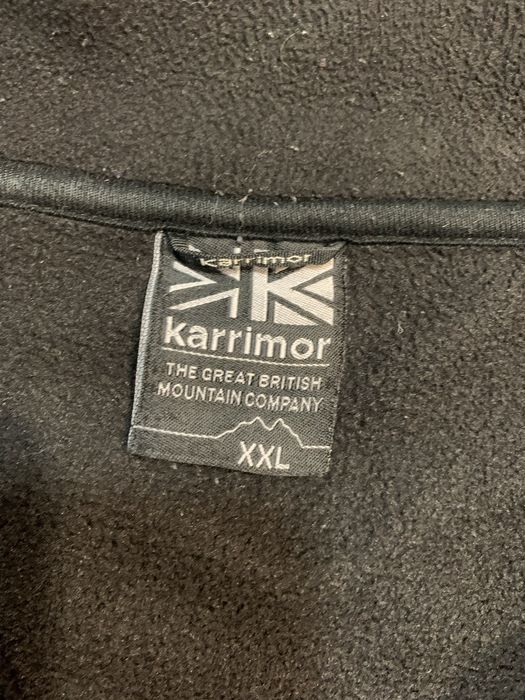 karrimor
karrimor
THE GREAT BRITISH
MOUNTAIN COMPANY
XXL